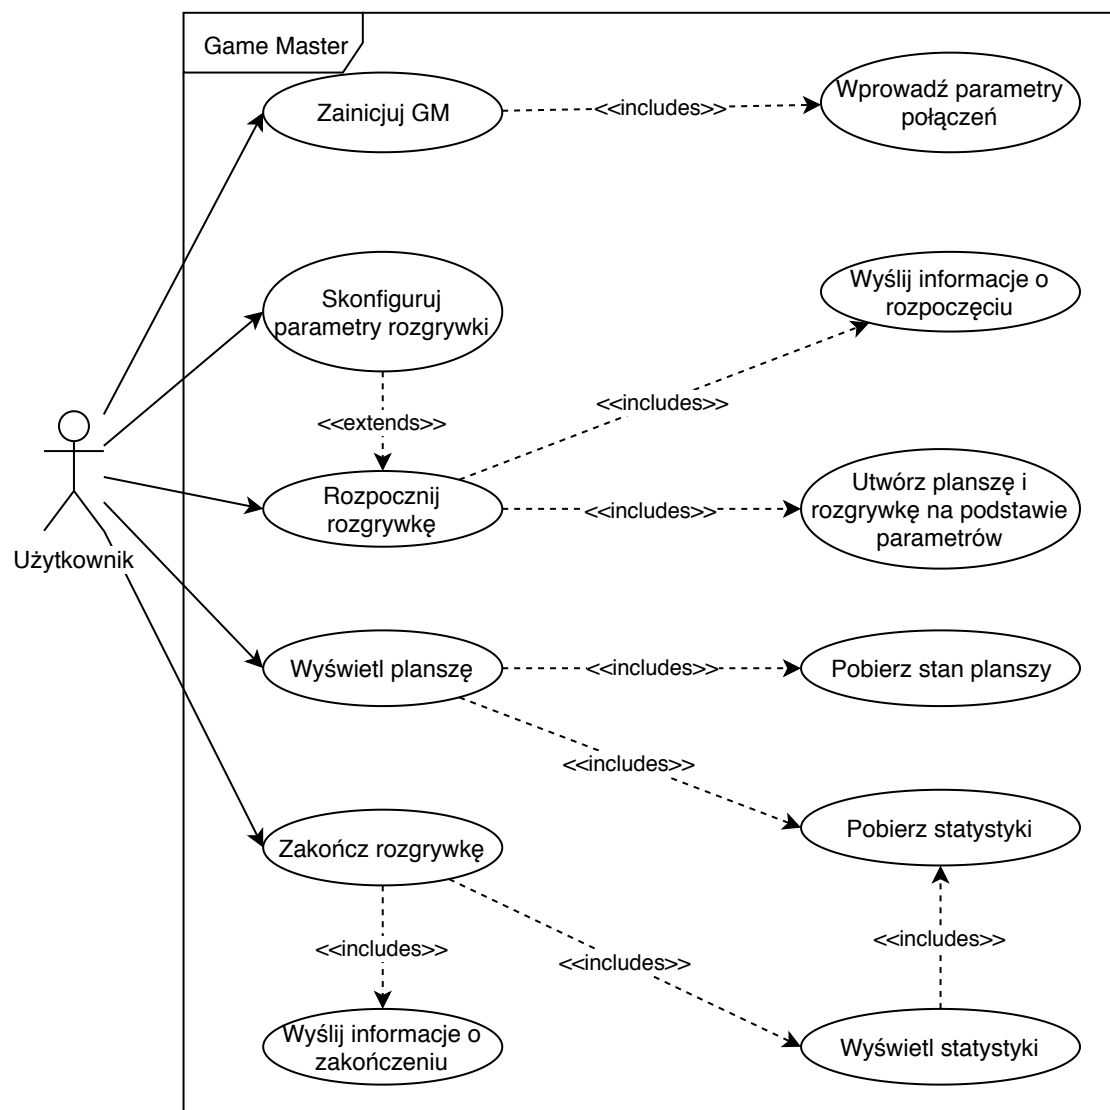 Game Master
Zainicjuj GM
<<includes>>
Wprowadź parametry
połączeń
Skonfiguruj
parametry rozgrywki
Wyślij informacje o
rozpoczęciu
<<extends>>
<<includes>>
Rozpocznij
rozgrywkę
<<includes>>
Utwórz planszę i
rozgrywkę na podstawie
parametrów
Użytkownik
Wyświetl planszę
<<includes>>
Pobierz stan planszy
<<includes>>
Zakończ rozgrywkę
Pobierz statystyki
<<includes>>
<<includes>>
<<includes>>
Wyślij informacje o
zakończeniu
Wyświetl statystyki